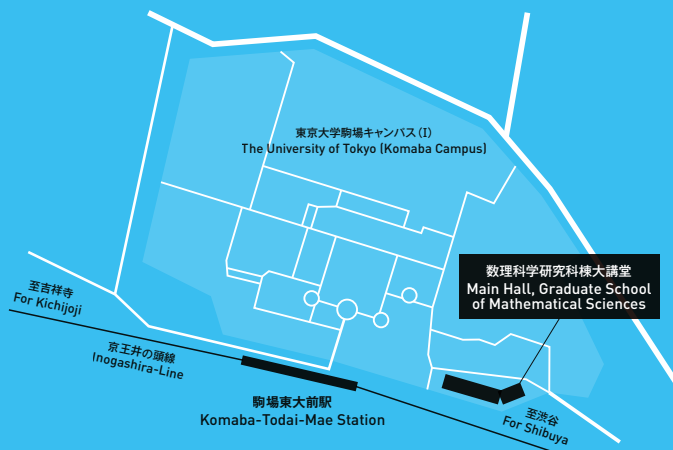 東京大学駒場キャンパス(I)
The University of Tokyo (Komaba Campus)
数理科学研究科棟大講堂
Main Hall, Graduate School
of Mathematical Sciences
至吉祥寺
For Kichijoji
京王井の頭線
Inogashira-Line
駒場東大前駅
Komaba-Todai-Mae Station
至渋谷
For Shibuya